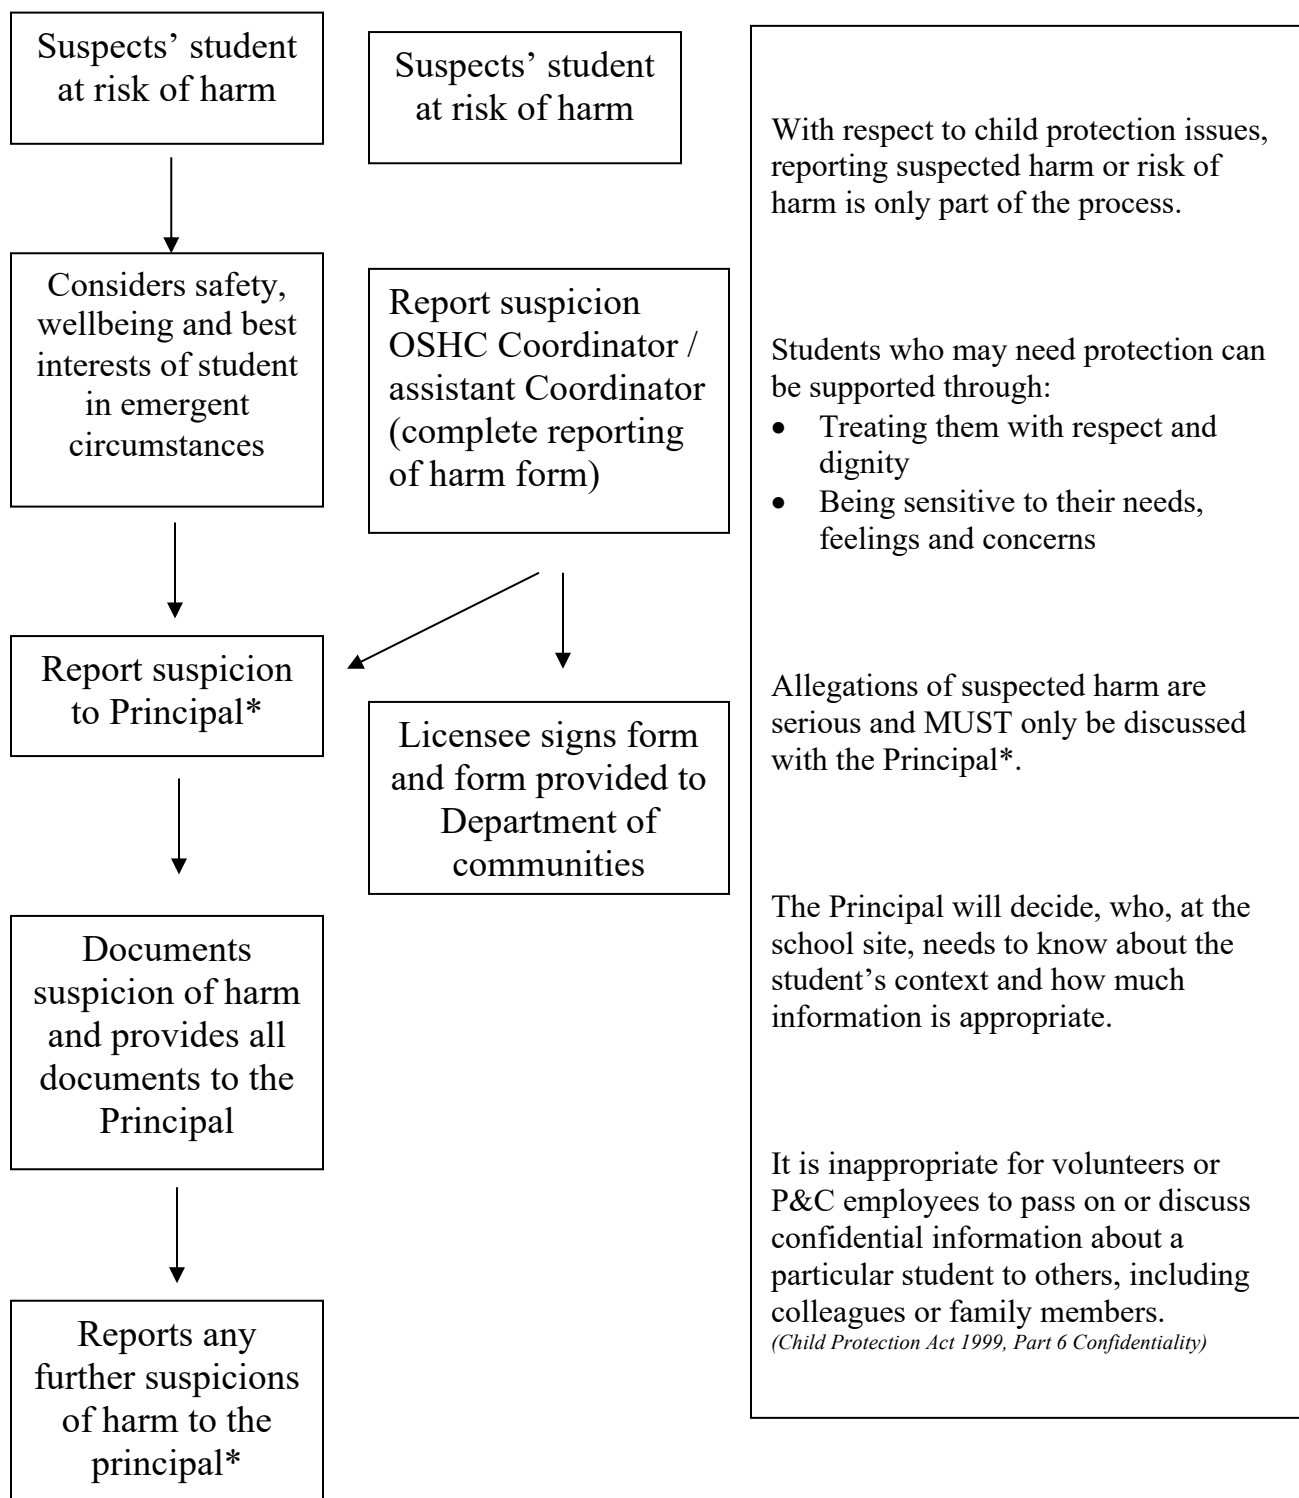 Suspects’ student
at risk of harm
Considers safety,
wellbeing and best
interests of student
in emergent
circumstances
Report suspicion
to Principal*
Documents
suspicion of harm
and provides all
documents to the
Principal
Reports any
further suspicions
of harm to the
principal*
Suspects’ student
at risk of harm
Report suspicion
OSHC Coordinator /
assistant Coordinator
(complete reporting
of harm form)
Licensee signs form
and form provided to
Department of
communities
With respect to child protection issues,
reporting suspected harm or risk of
harm is only part of the process.
Students who may need protection can
be supported through:
• Treating them with respect and
dignity
• Being sensitive to their needs,
feelings and concerns
Allegations of suspected harm are
serious and MUST only be discussed
with the Principal*.
The Principal will decide, who, at the
school site, needs to know about the
student’s context and how much
information is appropriate.
It is inappropriate for volunteers or
P&C employees to pass on or discuss
confidential information about a
particular student to others, including
colleagues or family members.
(Child Protection Act 1999, Part 6 Confidentiality)